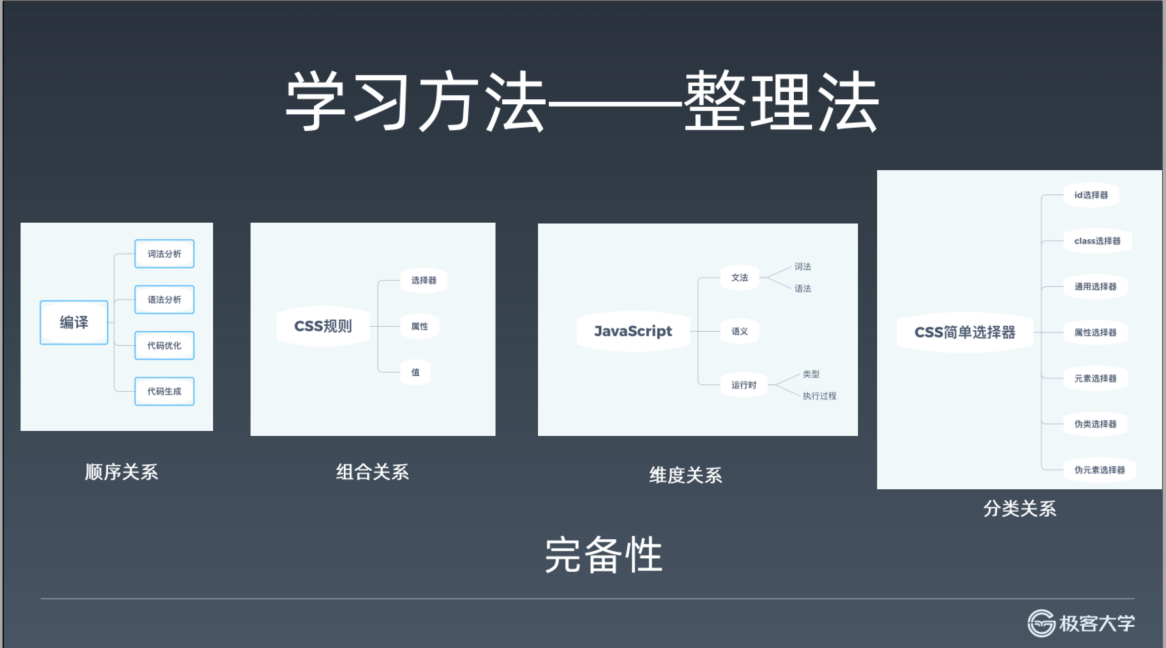 学习方法——整理法
编译
词法分析
语法分析
代码优化
代码生成
顺序关系
CSS规则
选择器
属性
值
组合关系
JavaScript
文法
词法
语法
语义
运行时
类型
执行过程
维度关系
CSS简单选择器
id选择器
class选择器
通用选择器
属性选择器
元素选择器
伪类选择器
伪元素选择器
分类关系
完备性
极客大学